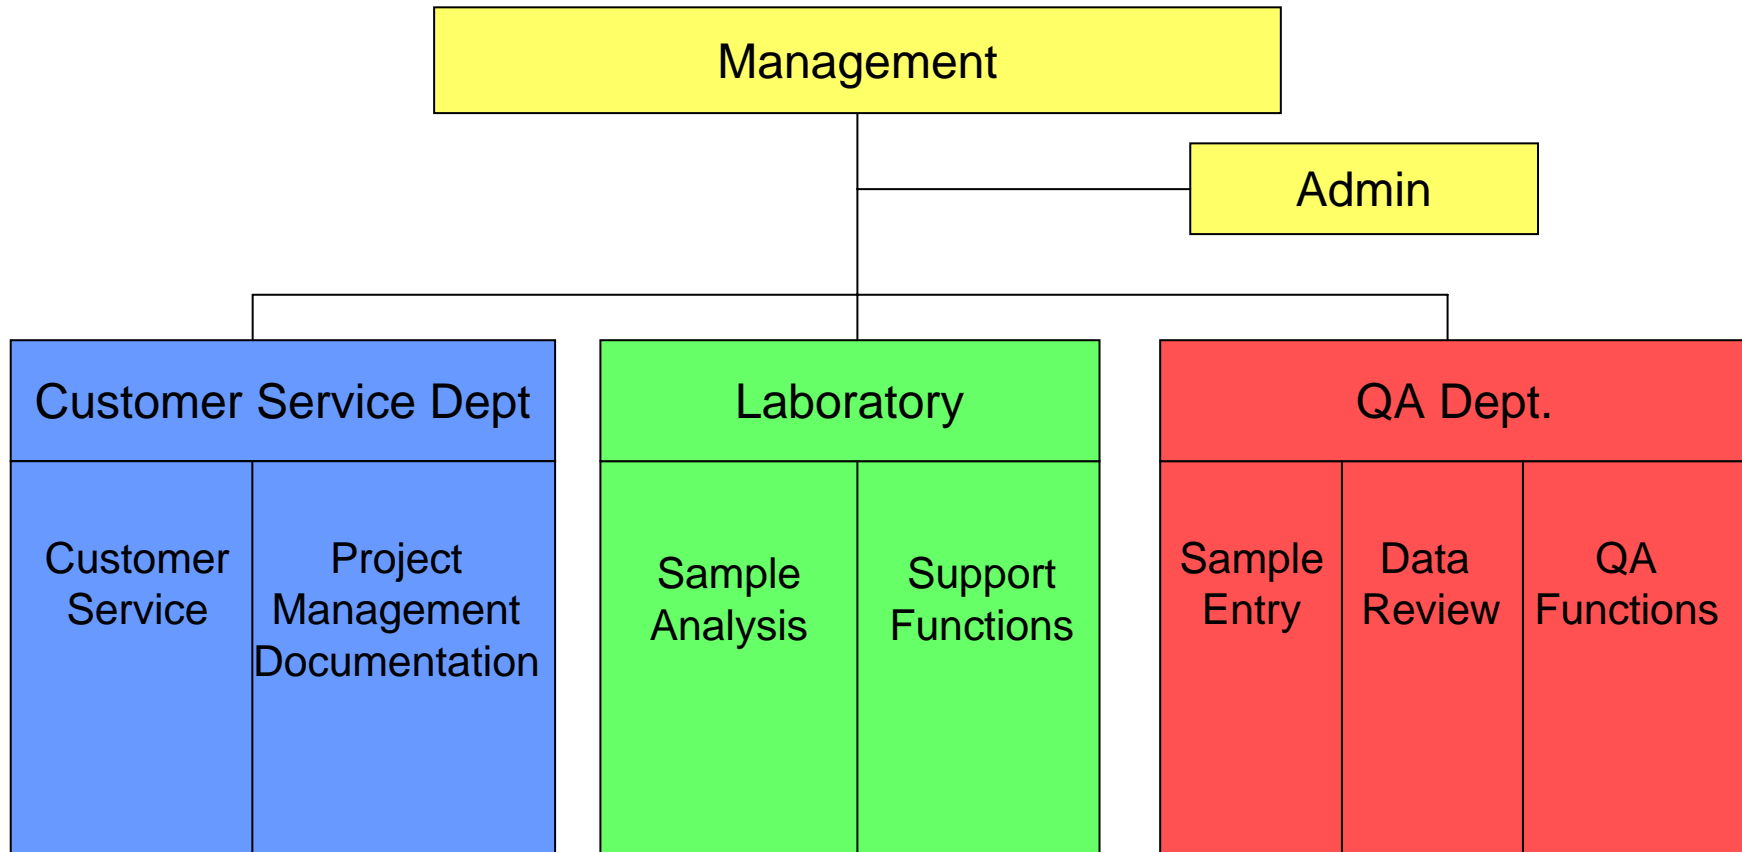 Management
Admin
Customer Service Dept
Laboratory
QA Dept.
Customer
Service
Project
Management
Documentation
Sample
Analysis
Support
Functions
Sample
Entry
Data
Review
QA
Functions